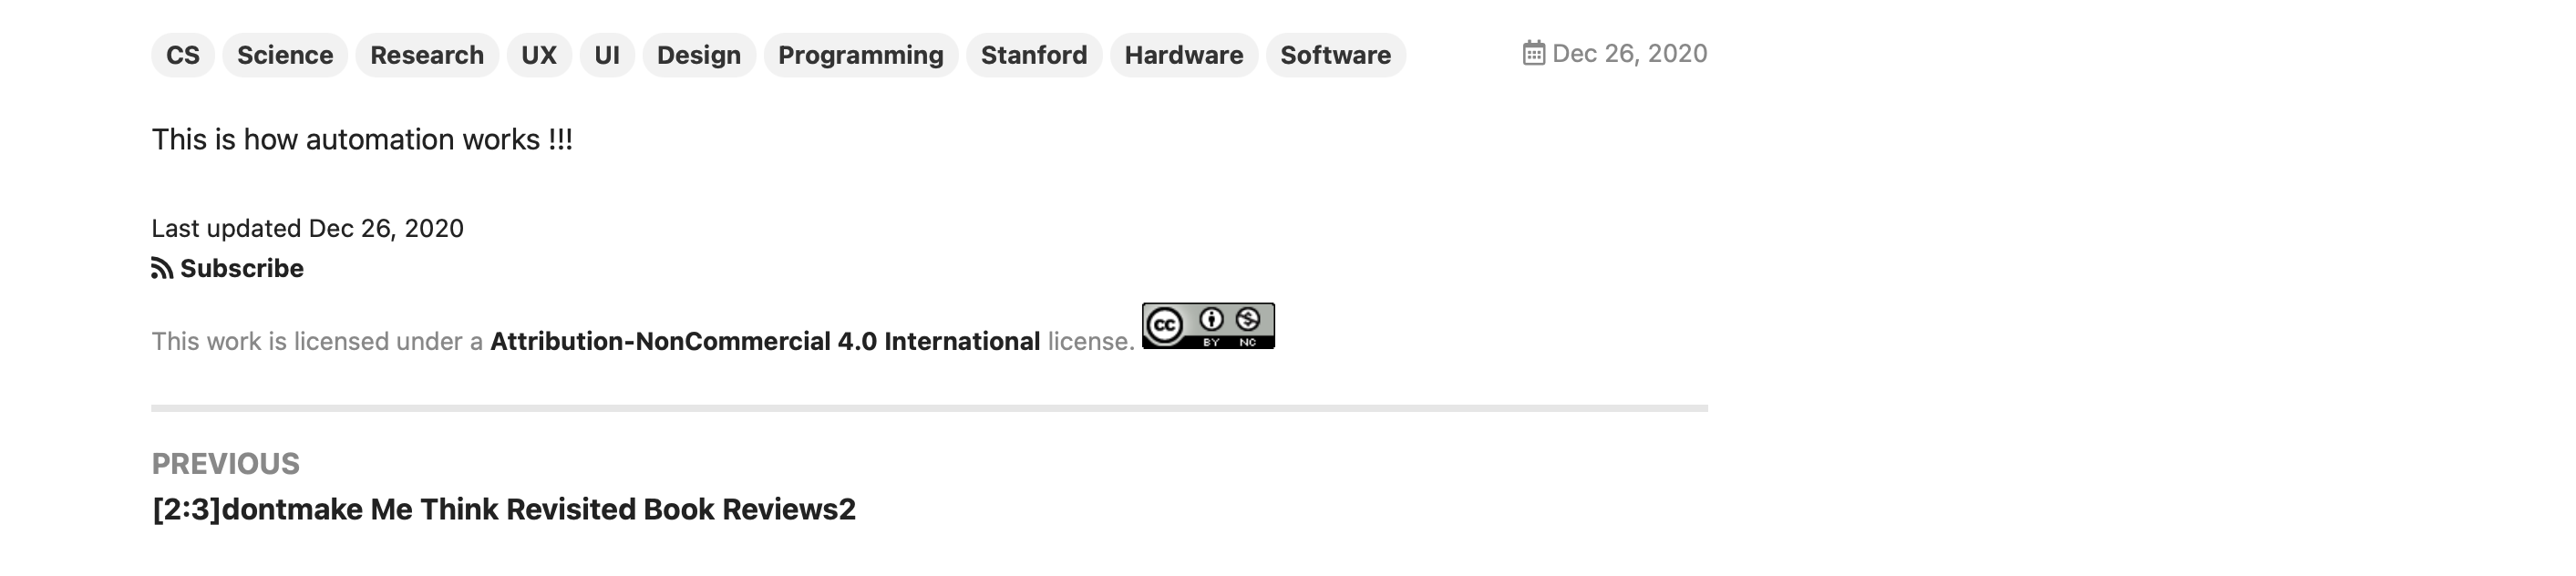 CS Science Research UX UI Design Programming Stanford Hardware Software Dec 26, 2020
This is how automation works !!!
Last updated Dec 26, 2020
Subscribe
This work is licensed under a Attribution-NonCommercial 4.0 International license. CC BY NC
PREVIOUS
[2:3]dontmake Me Think Revisited Book Reviews2